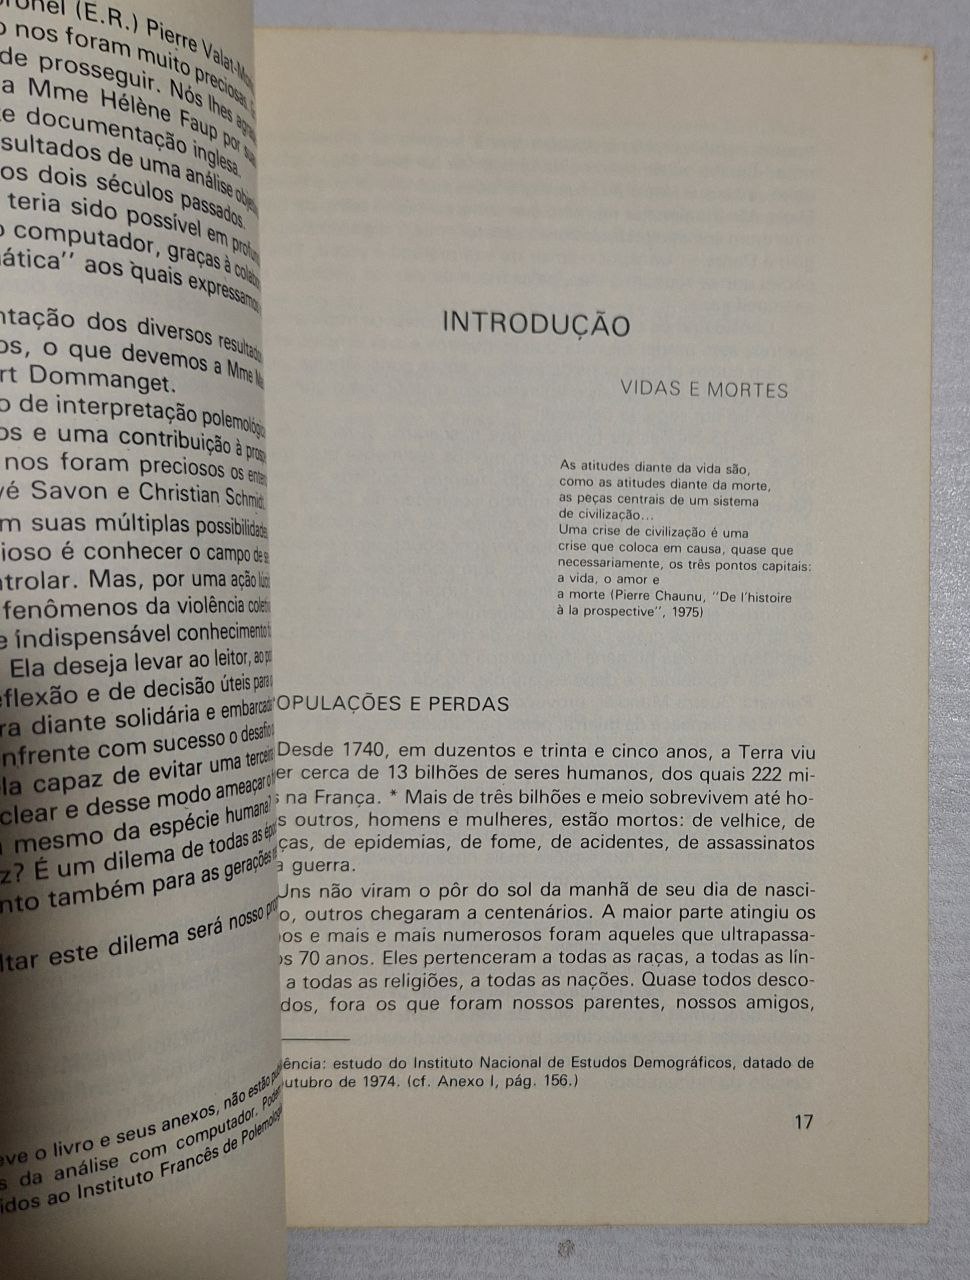 onel (E.R.) Pierre
o nos foram muito preciosas.
de prosseguir. Nós lhes
a Mme Hélène Faup por
e documentação inglesa.
sultados de uma análise
os dois séculos passados.
teria sido possível em
o computador, graças à
ática" aos quais expressamos
ntação dos diversos
os, o que devemos a Mme
rt Dommanget.
o de interpretação
os e uma contribuição à
nos foram preciosos os
vé Savon e Christian Schmidt,
m suas múltiplas
ioso é conhecer o campo de
ntrolar. Mas, por uma ação
fenômenos da violência
e indispensável conhecimento
Ela deseja levar ao leitor, ao
eflexão e de decisão úteis para
ra diante solidária e
nfrente com sucesso o
la capaz de evitar uma
clear e desse modo ameaçar
mesmo da espécie humana?
z? É um dilema de todas as
nto também para as gerações
ltar este dilema será nosso
eve o livro e seus anexos, não estão
s da análise com computador.
idos ao Instituto Francês de
INTRODUÇÃO
VIDAS E MORTES
As atitudes diante da vida são,
como as atitudes diante da morte,
as peças centrais de um sistema
de civilização...
Uma crise de civilização é uma
crise que coloca em causa, quase que
necessariamente, os três pontos capitais:
a vida, o amor e
a morte (Pierre Chaunu, "De l'histoire
à la prospective", 1975)
OPULAÇÕES E PERDAS
Desde 1740, em duzentos e trinta e cinco anos, a Terra viu
er cerca de 13 bilhões de seres humanos, dos quais 222 mi-
s na França. * Mais de três bilhões e meio sobrevivem até ho-
s outros, homens e mulheres, estão mortos: de velhice, de
ças, de epidemias, de fome, de acidentes, de assassinatos
a guerra.
Uns não viram o pôr do sol da manhã de seu dia de nasci-
o, outros chegaram a centenários. A maior parte atingiu os
os e mais e mais numerosos foram aqueles que ultrapassa-
os 70 anos. Eles pertenceram a todas as raças, a todas as lín-
a todas as religiões, a todas as nações. Quase todos desco-
dos, fora os que foram nossos parentes, nossos amigos,
ência: estudo do Instituto Nacional de Estudos Demográficos, datado de
utubro de 1974. (cf. Anexo I, pág. 156.)
17